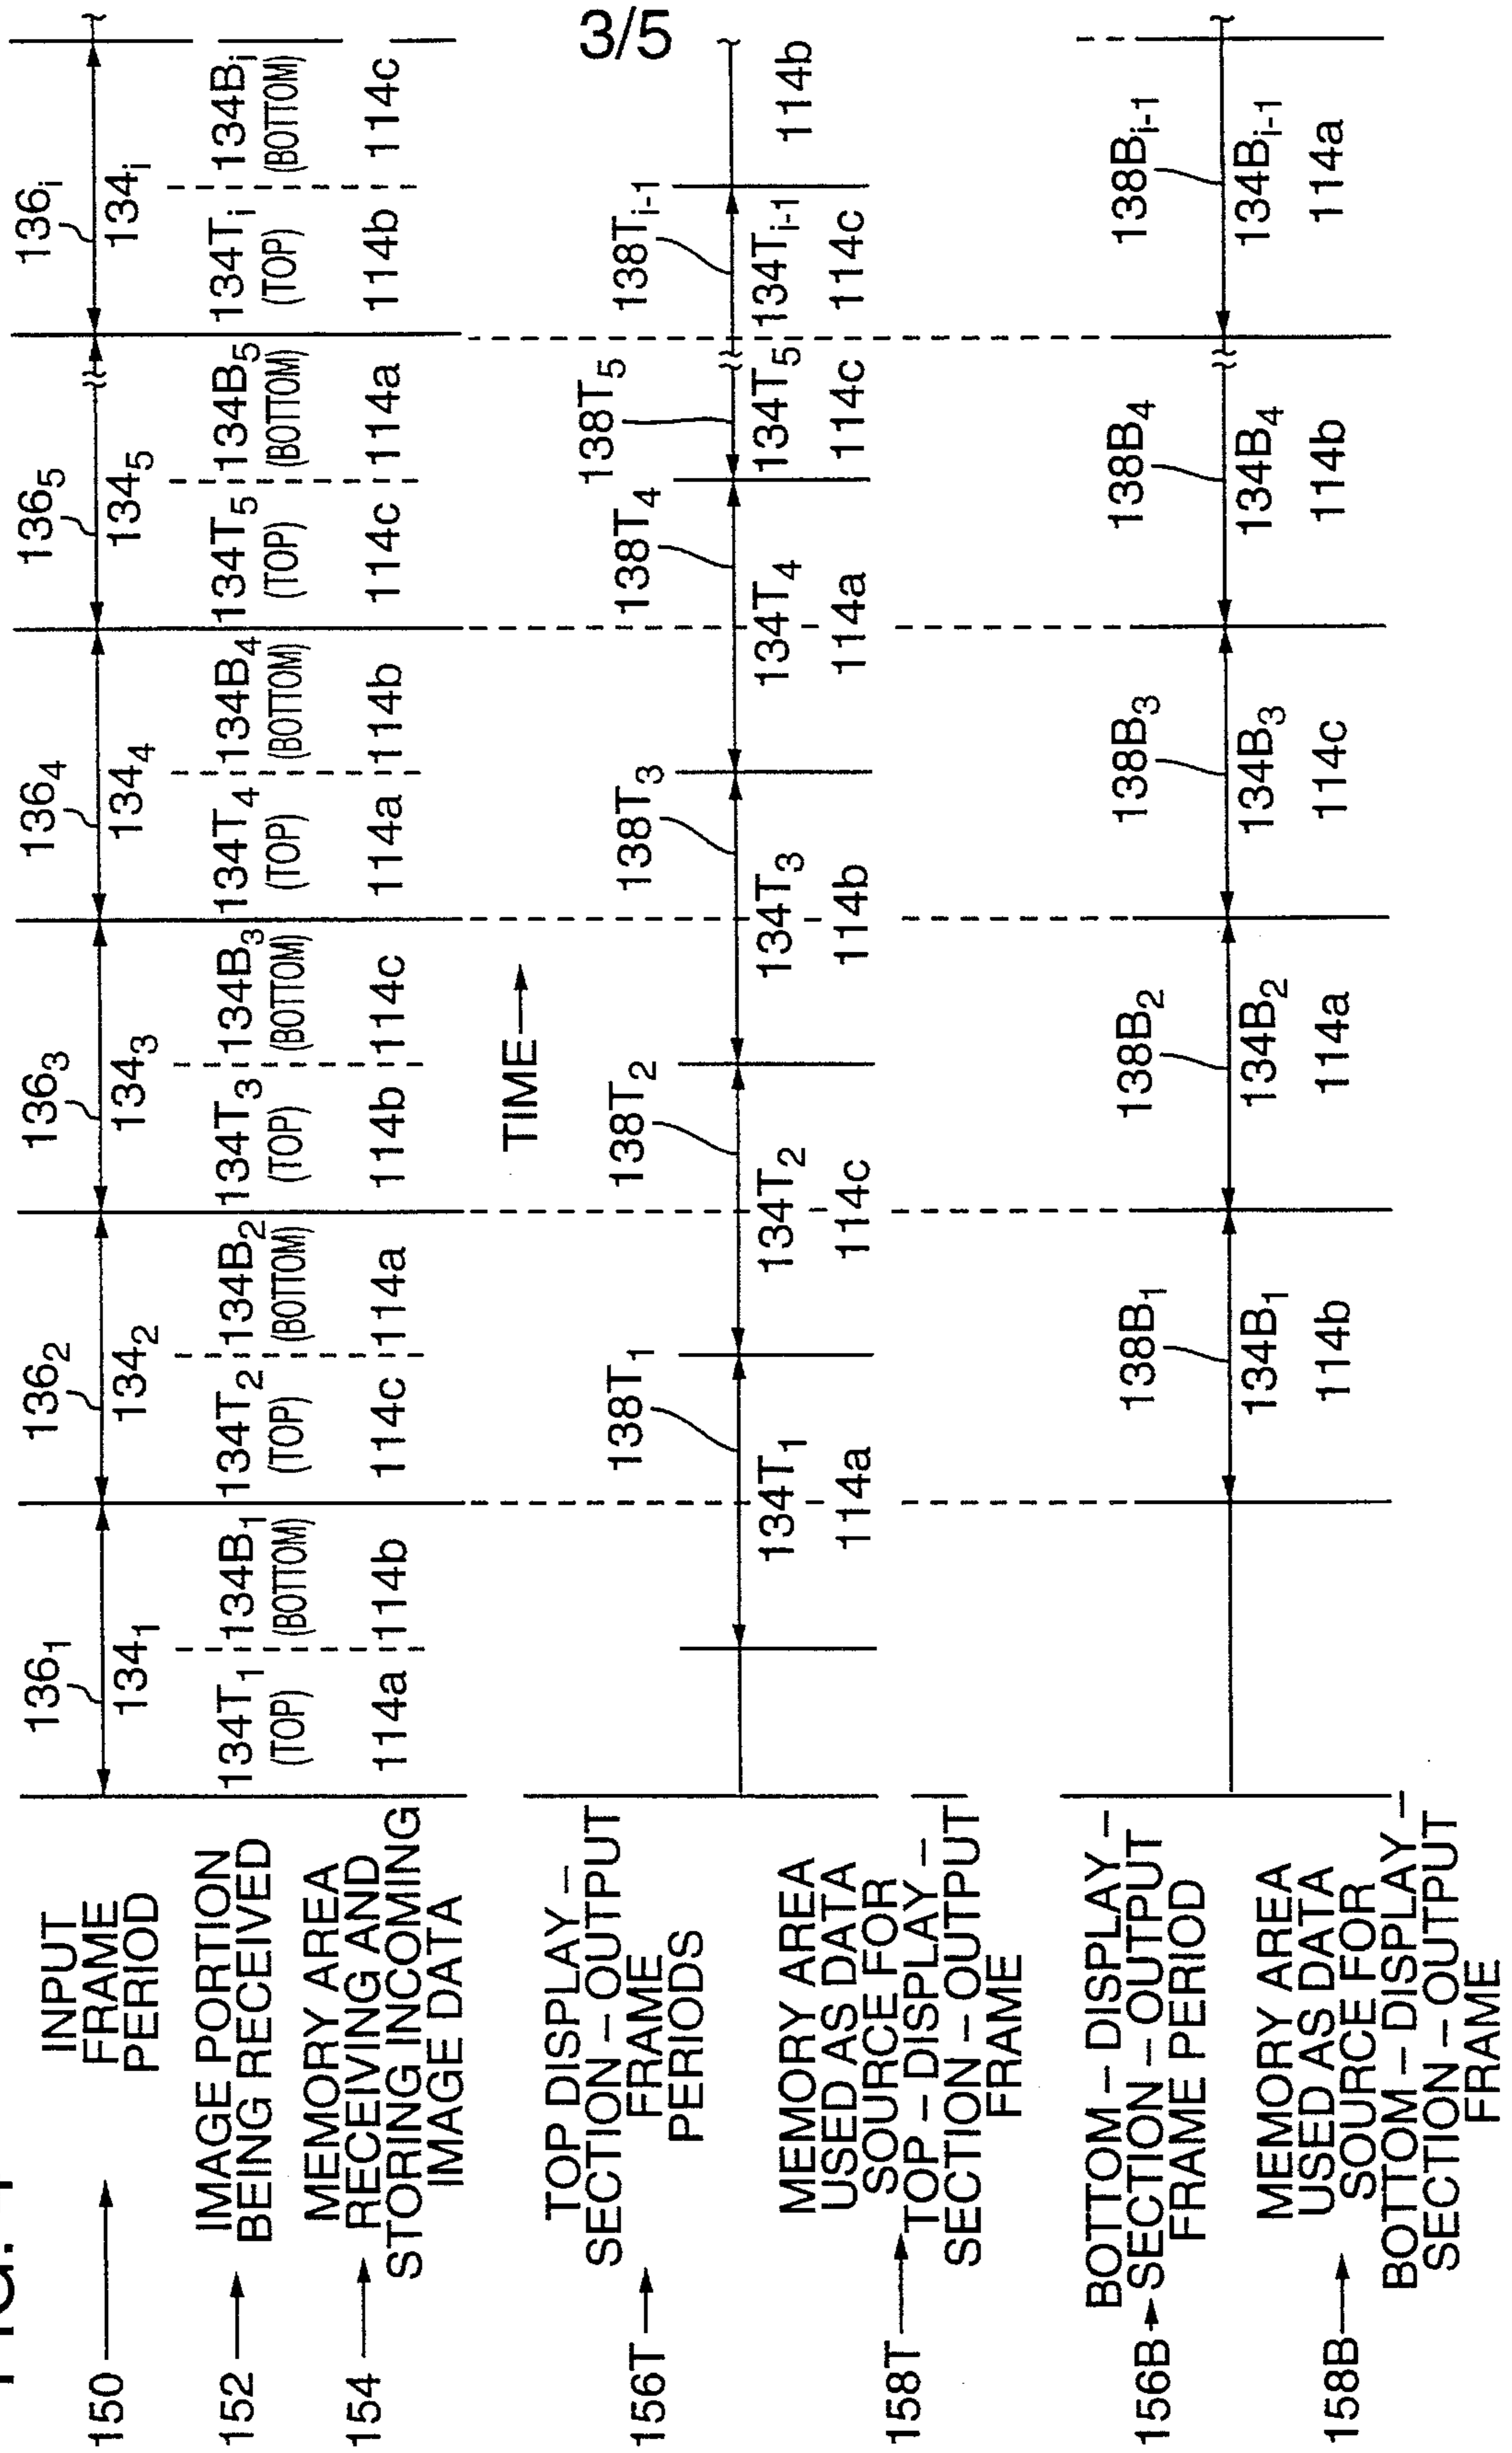 3/5
150
INPUT
FRAME
PERIOD
136₁ 136₂ 136₃ 136₄ 136₅ 136ᵢ
134₁ 134₂ 134₃ 134₄ 134₅ 134ᵢ
152
IMAGE PORTION
BEING RECEIVED
134T₁ 134B₁ 134T₂ 134B₂ 134T₃ 134B₃ 134T₄ 134B₄ 134T₅ 134B₅ 134Tᵢ 134Bᵢ
(TOP) (BOTTOM) (TOP) (BOTTOM) (TOP) (BOTTOM) (TOP) (BOTTOM) (TOP) (BOTTOM) (TOP) (BOTTOM)
154
MEMORY AREA
RECEIVING AND
STORING INCOMING
IMAGE DATA
114a 114b 114c 114a 114b 114c 114a 114b 114c 114a 114b 114c
TIME
156T
TOP DISPLAY–
SECTION–OUTPUT
FRAME
PERIODS
138T₁ 138T₂ 138T₃ 138T₄ 138T₅ 138Tᵢ₋₁
134T₁ 134T₂ 134T₃ 134T₄ 134T₅ 134Tᵢ₋₁
158T
MEMORY AREA
USED AS DATA
SOURCE FOR
TOP–DISPLAY–
SECTION–OUTPUT
FRAME
114a 114c 114b 114a 114c 114c 114b
156B
BOTTOM–DISPLAY–
SECTION–OUTPUT
FRAME PERIOD
138B₁ 138B₂ 138B₃ 138B₄ 138Bᵢ₋₁
134B₁ 134B₂ 134B₃ 134B₄ 134Bᵢ₋₁
158B
MEMORY AREA
USED AS DATA
SOURCE FOR
BOTTOM–DISPLAY–
SECTION–OUTPUT
FRAME
114b 114a 114c 114b 114a